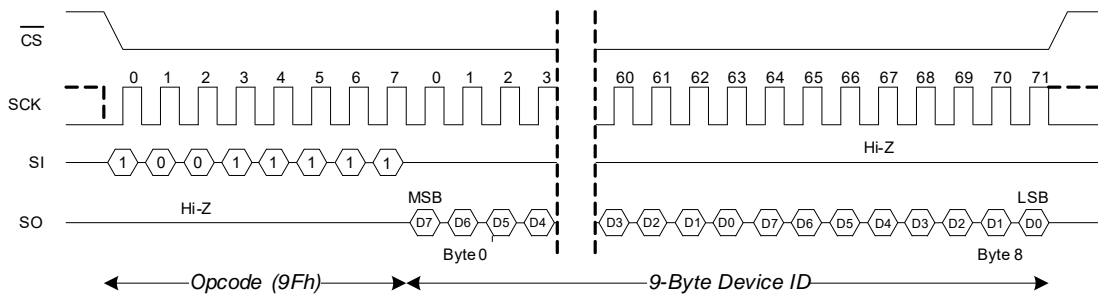 CS
0 1 2 3 4 5 6 7 0 1 2 3 60 61 62 63 64 65 66 67 68 69 70 71
SCK
Hi-Z
SI 1 0 0 1 1 1 1 1
Hi-Z MSB LSB
SO D7 D6 D5 D4 D3 D2 D1 D0 D7 D6 D5 D4 D3 D2 D1 D0
Byte 0 Byte 8
Opcode (9Fh) 9-Byte Device ID